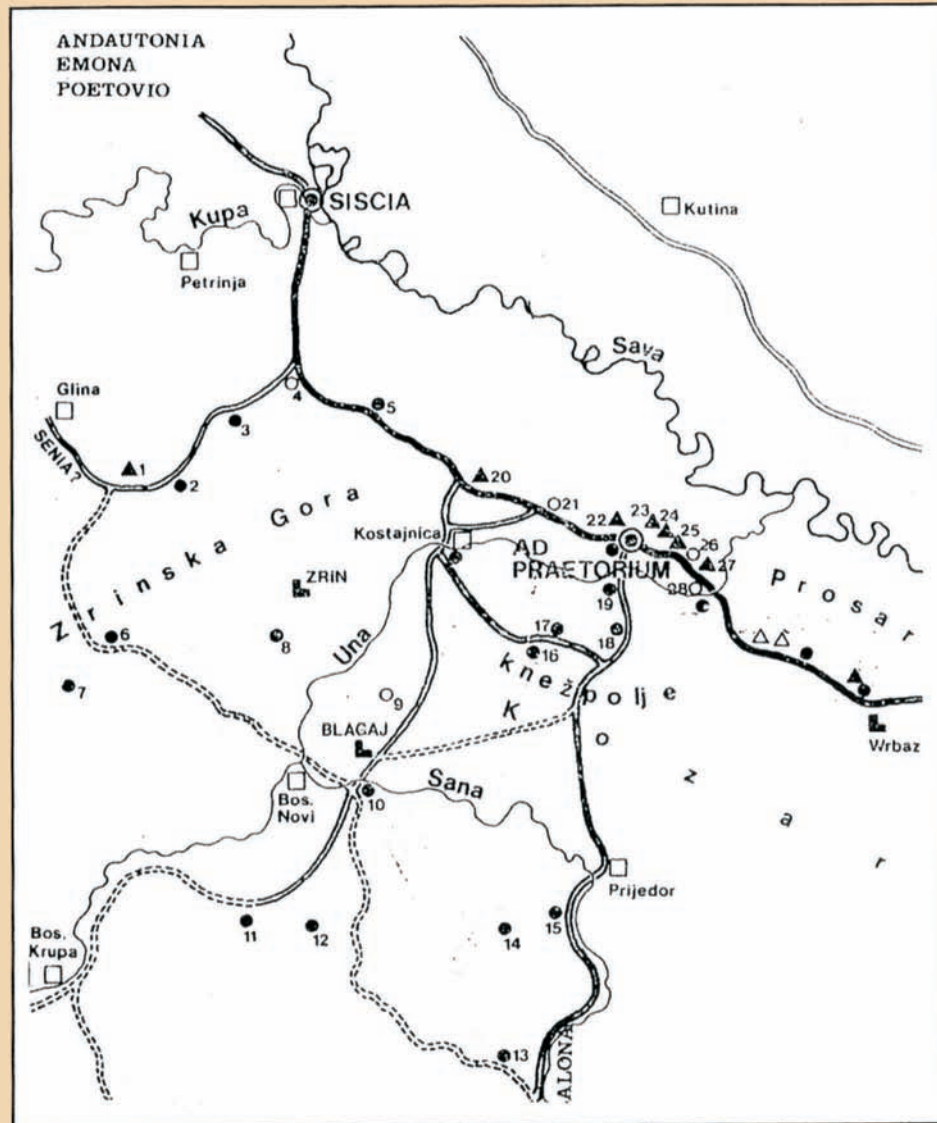 ANDAUTONIA
EMONA
POETOVIO
SISCIA
Kupa
Kutina
Petrinja
Sava
Glina
4
5
3
SENIA?
1
2
20
21
22
23
24
25
26
27
Kostajnica
AD
PRAETORIUM
Zrinska Gora
ZRIN
Prosar
28
19
6
8
Una
17
18
16
7
knežpolje
9
BLAGAJ
Kozar
Wrbaz
Sana
Bos.
Novi
10
Prijedor
11
12
14
15
Bos.
Krupa
13
ALONA